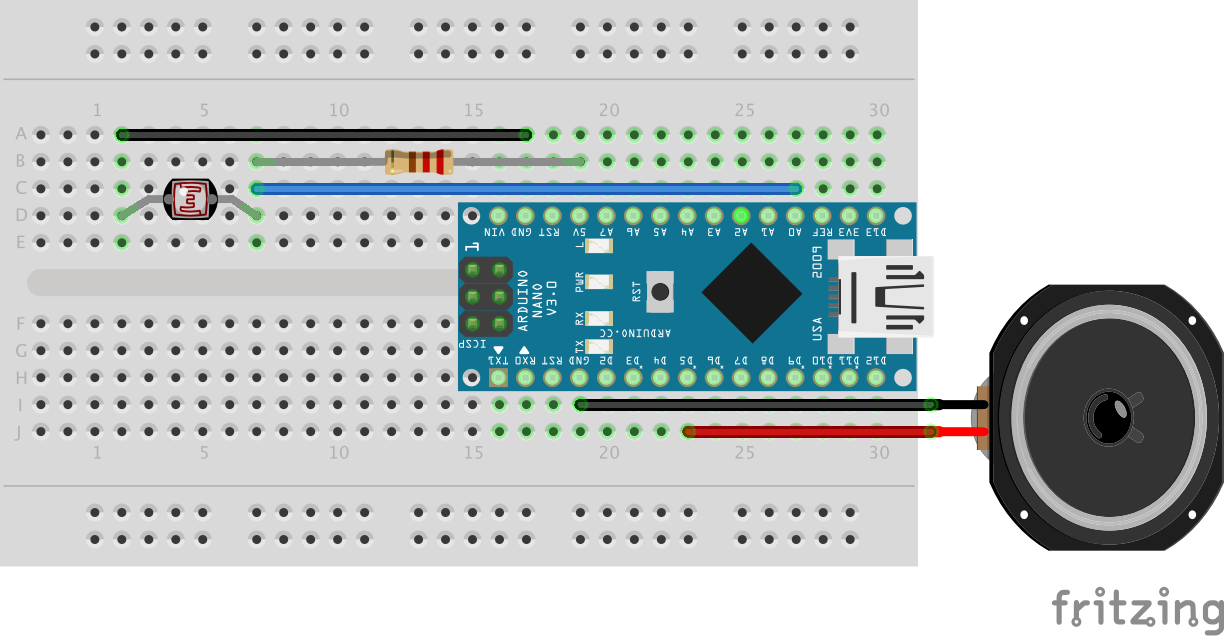 1 5 10 15 20 25 30
A
B
C
D
E
VIN GND RST 5V A7 A6 A5 A4 A3 A2 A1 A0 REF 3V3 D13
1
L
PWR
RX
TX
RST
ARDUINO
NANO
V3.0
ARDUINO.CC
2009
USA
ICSP
TX1 RX0 RST GND D2 D3 D4 D5 D6 D7 D8 D9 D10 D11 D12
F
G
H
I
J
1 5 10 15 20 25 30
fritzing